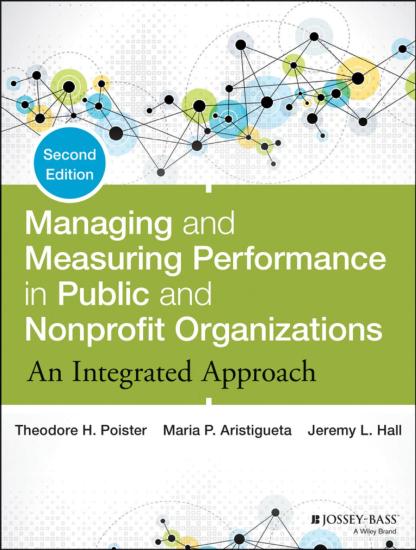 Second
Edition
Managing and
Measuring Performance
in Public and
Nonprofit Organizations
An Integrated Approach
Theodore H. Poister Maria P. Aristigueta Jeremy L. Hall
JOSSEY-BASS
A Wiley Brand